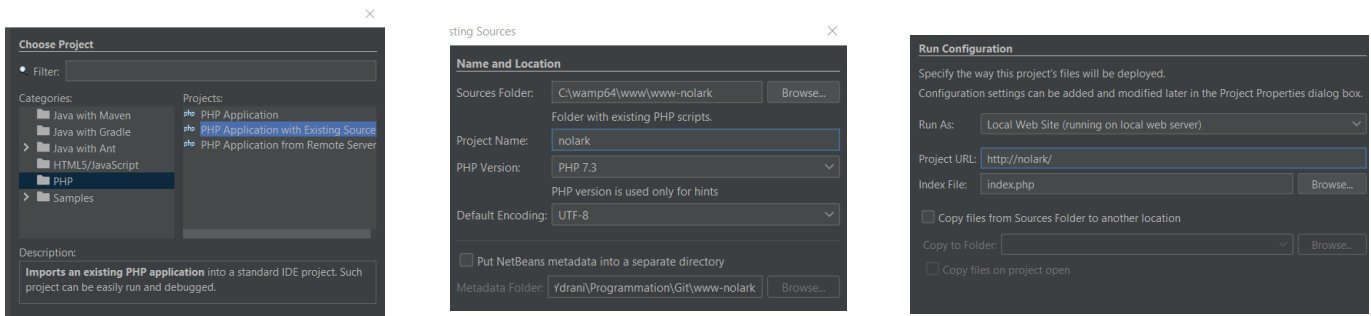 Choose Project
Filter:
Categories:
Java with Maven
Java with Gradle
Java with Ant
HTML5/JavaScript
PHP
Samples
Projects:
php PHP Application
php PHP Application with Existing Source
php PHP Application from Remote Server
Description:
Imports an existing PHP application into a standard IDE project. Such
project can be easily run and debugged.
sting Sources
Name and Location
Sources Folder: C:\wamp64\www\www-nolark Browse...
Folder with existing PHP scripts.
Project Name: nolark
PHP Version: PHP 7.3
PHP version is used only for hints
Default Encoding: UTF-8
Put NetBeans metadata into a separate directory
Metadata Folder: Ydrani\Programmation\Git\www-nolark Browse...
Run Configuration
Specify the way this project's files will be deployed.
Configuration settings can be added and modified later in the Project Properties dialog box.
Run As: Local Web Site (running on local web server)
Project URL: http://nolark/
Index File: index.php Browse...
Copy files from Sources Folder to another location
Copy to Folder: Browse...
Copy files on project open